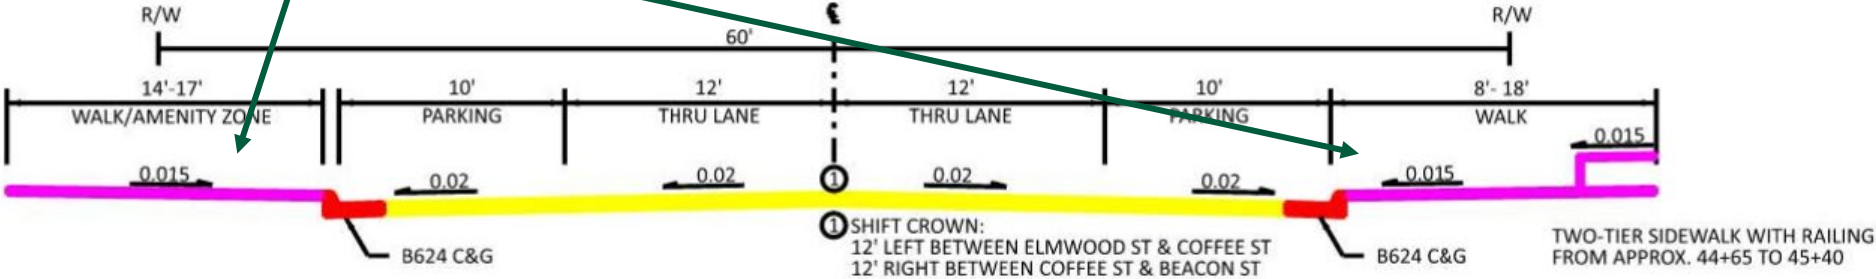 R/W
℄
R/W
60'
14'-17'
10'
12'
12'
10'
8'- 18'
WALK/AMENITY ZONE
PARKING
THRU LANE
THRU LANE
PARKING
WALK
0.015
0.015
0.02
0.02
0.02
0.02
0.015
1
1 SHIFT CROWN:
12' LEFT BETWEEN ELMWOOD ST & COFFEE ST
12' RIGHT BETWEEN COFFEE ST & BEACON ST
B624 C&G
B624 C&G
TWO-TIER SIDEWALK WITH RAILING
FROM APPROX. 44+65 TO 45+40